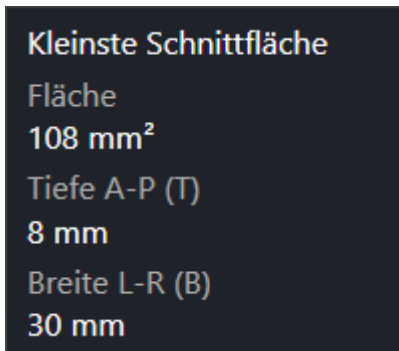 Kleinste Schnittfläche
Fläche
108 mm²
Tiefe A-P (T)
8 mm
Breite L-R (B)
30 mm